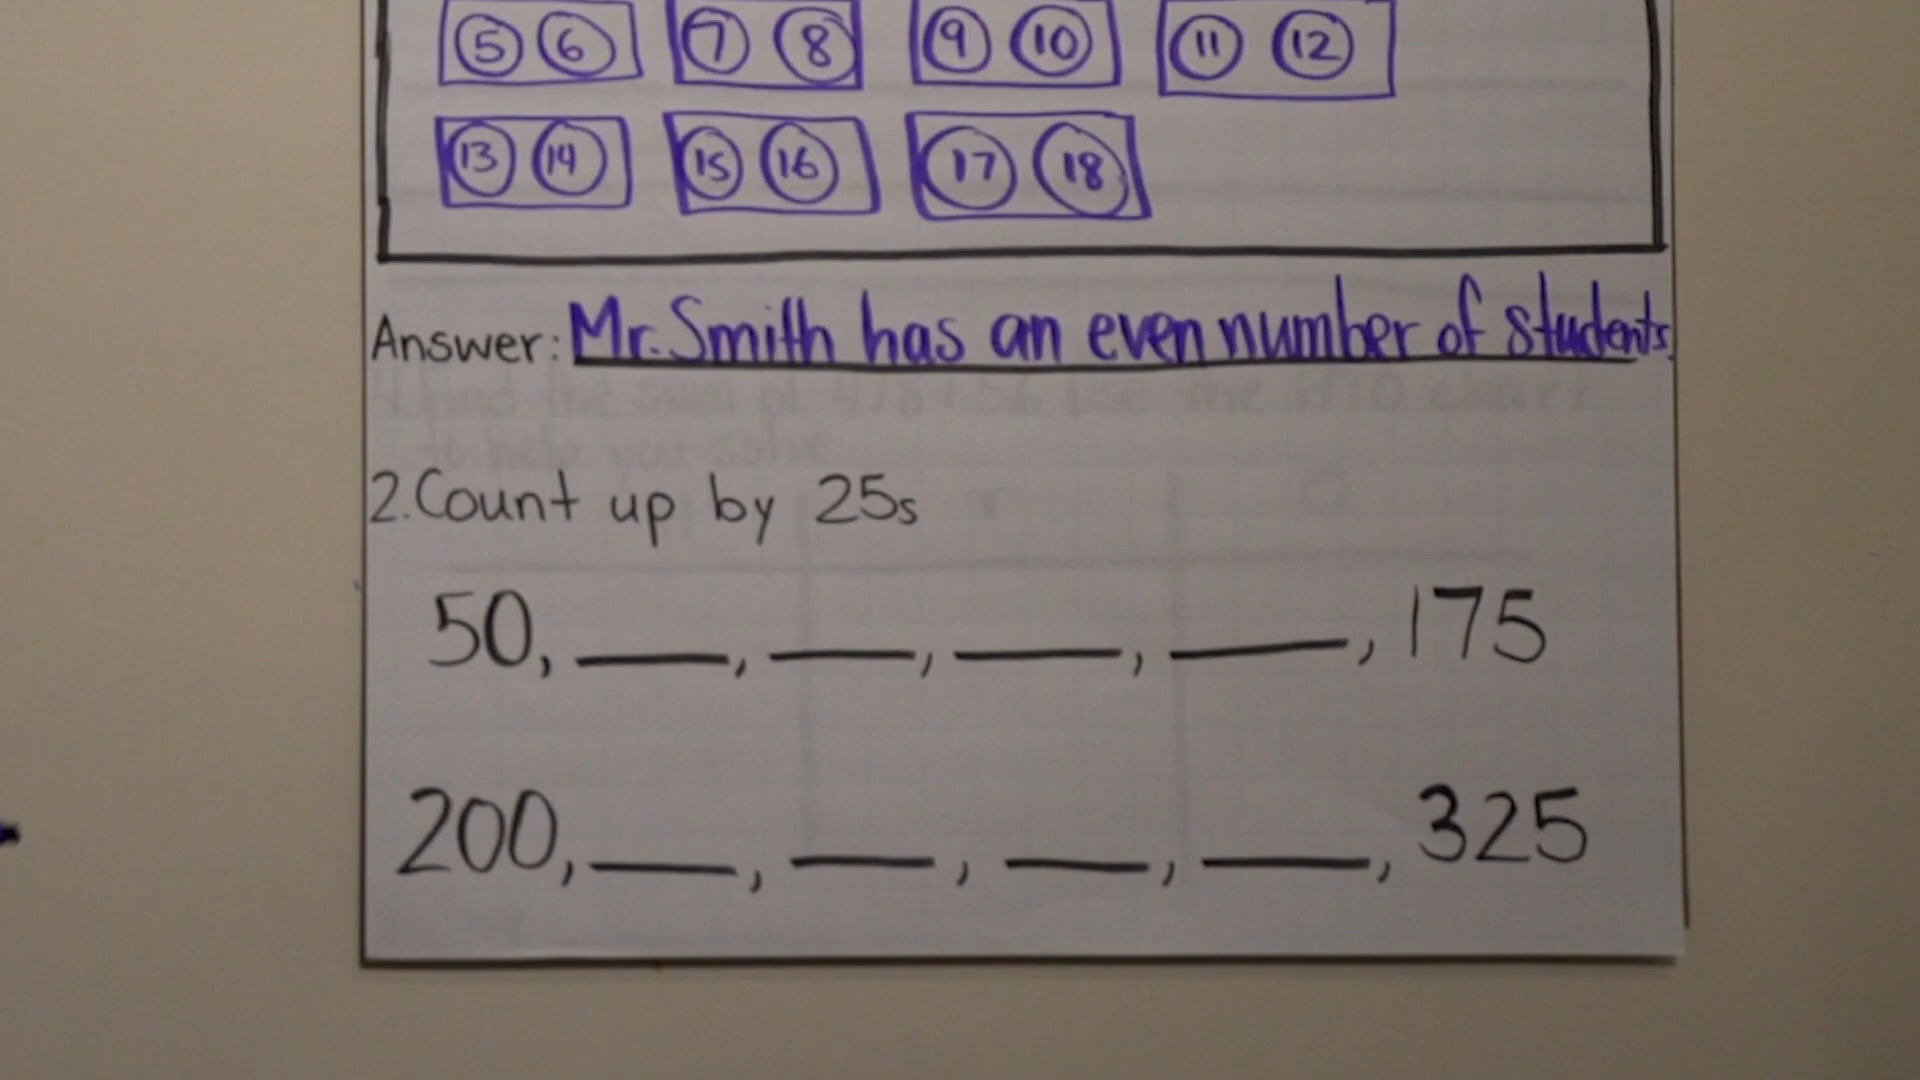 5 6 7 8 9 10 11 12
13 14 15 16 17 18
Answer: Mr. Smith has an even number of students.
2. Count up by 25s
50, ___, ___, ___, ___, 175
200, ___, ___, ___, ___, 325